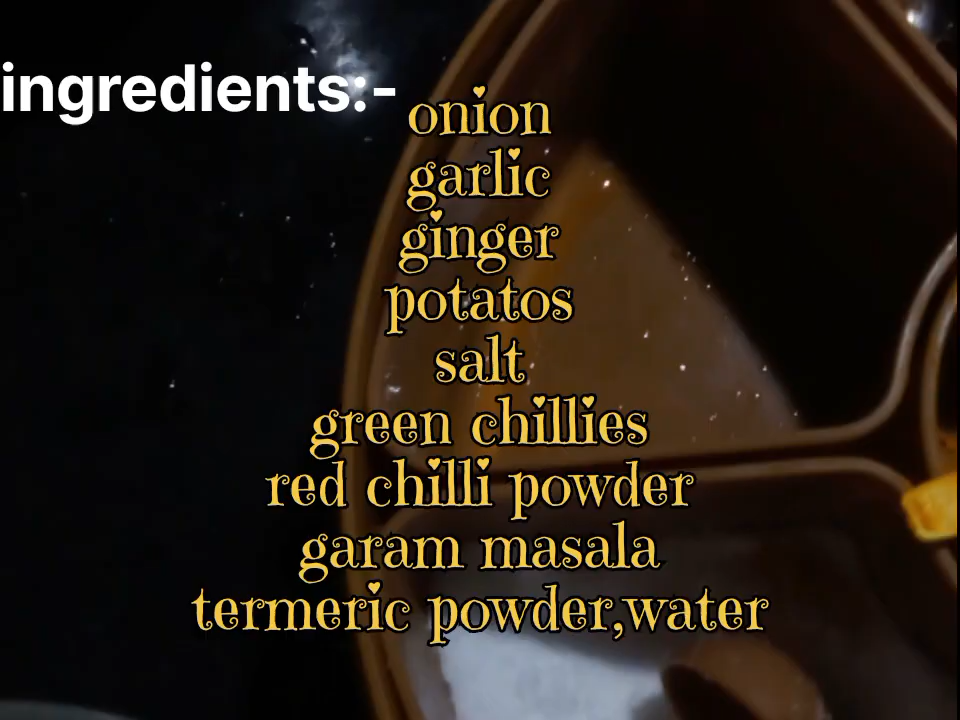 ingredients:-
onion
garlic
ginger
potatos
salt
green chillies
red chilli powder
garam masala
termeric powder,water